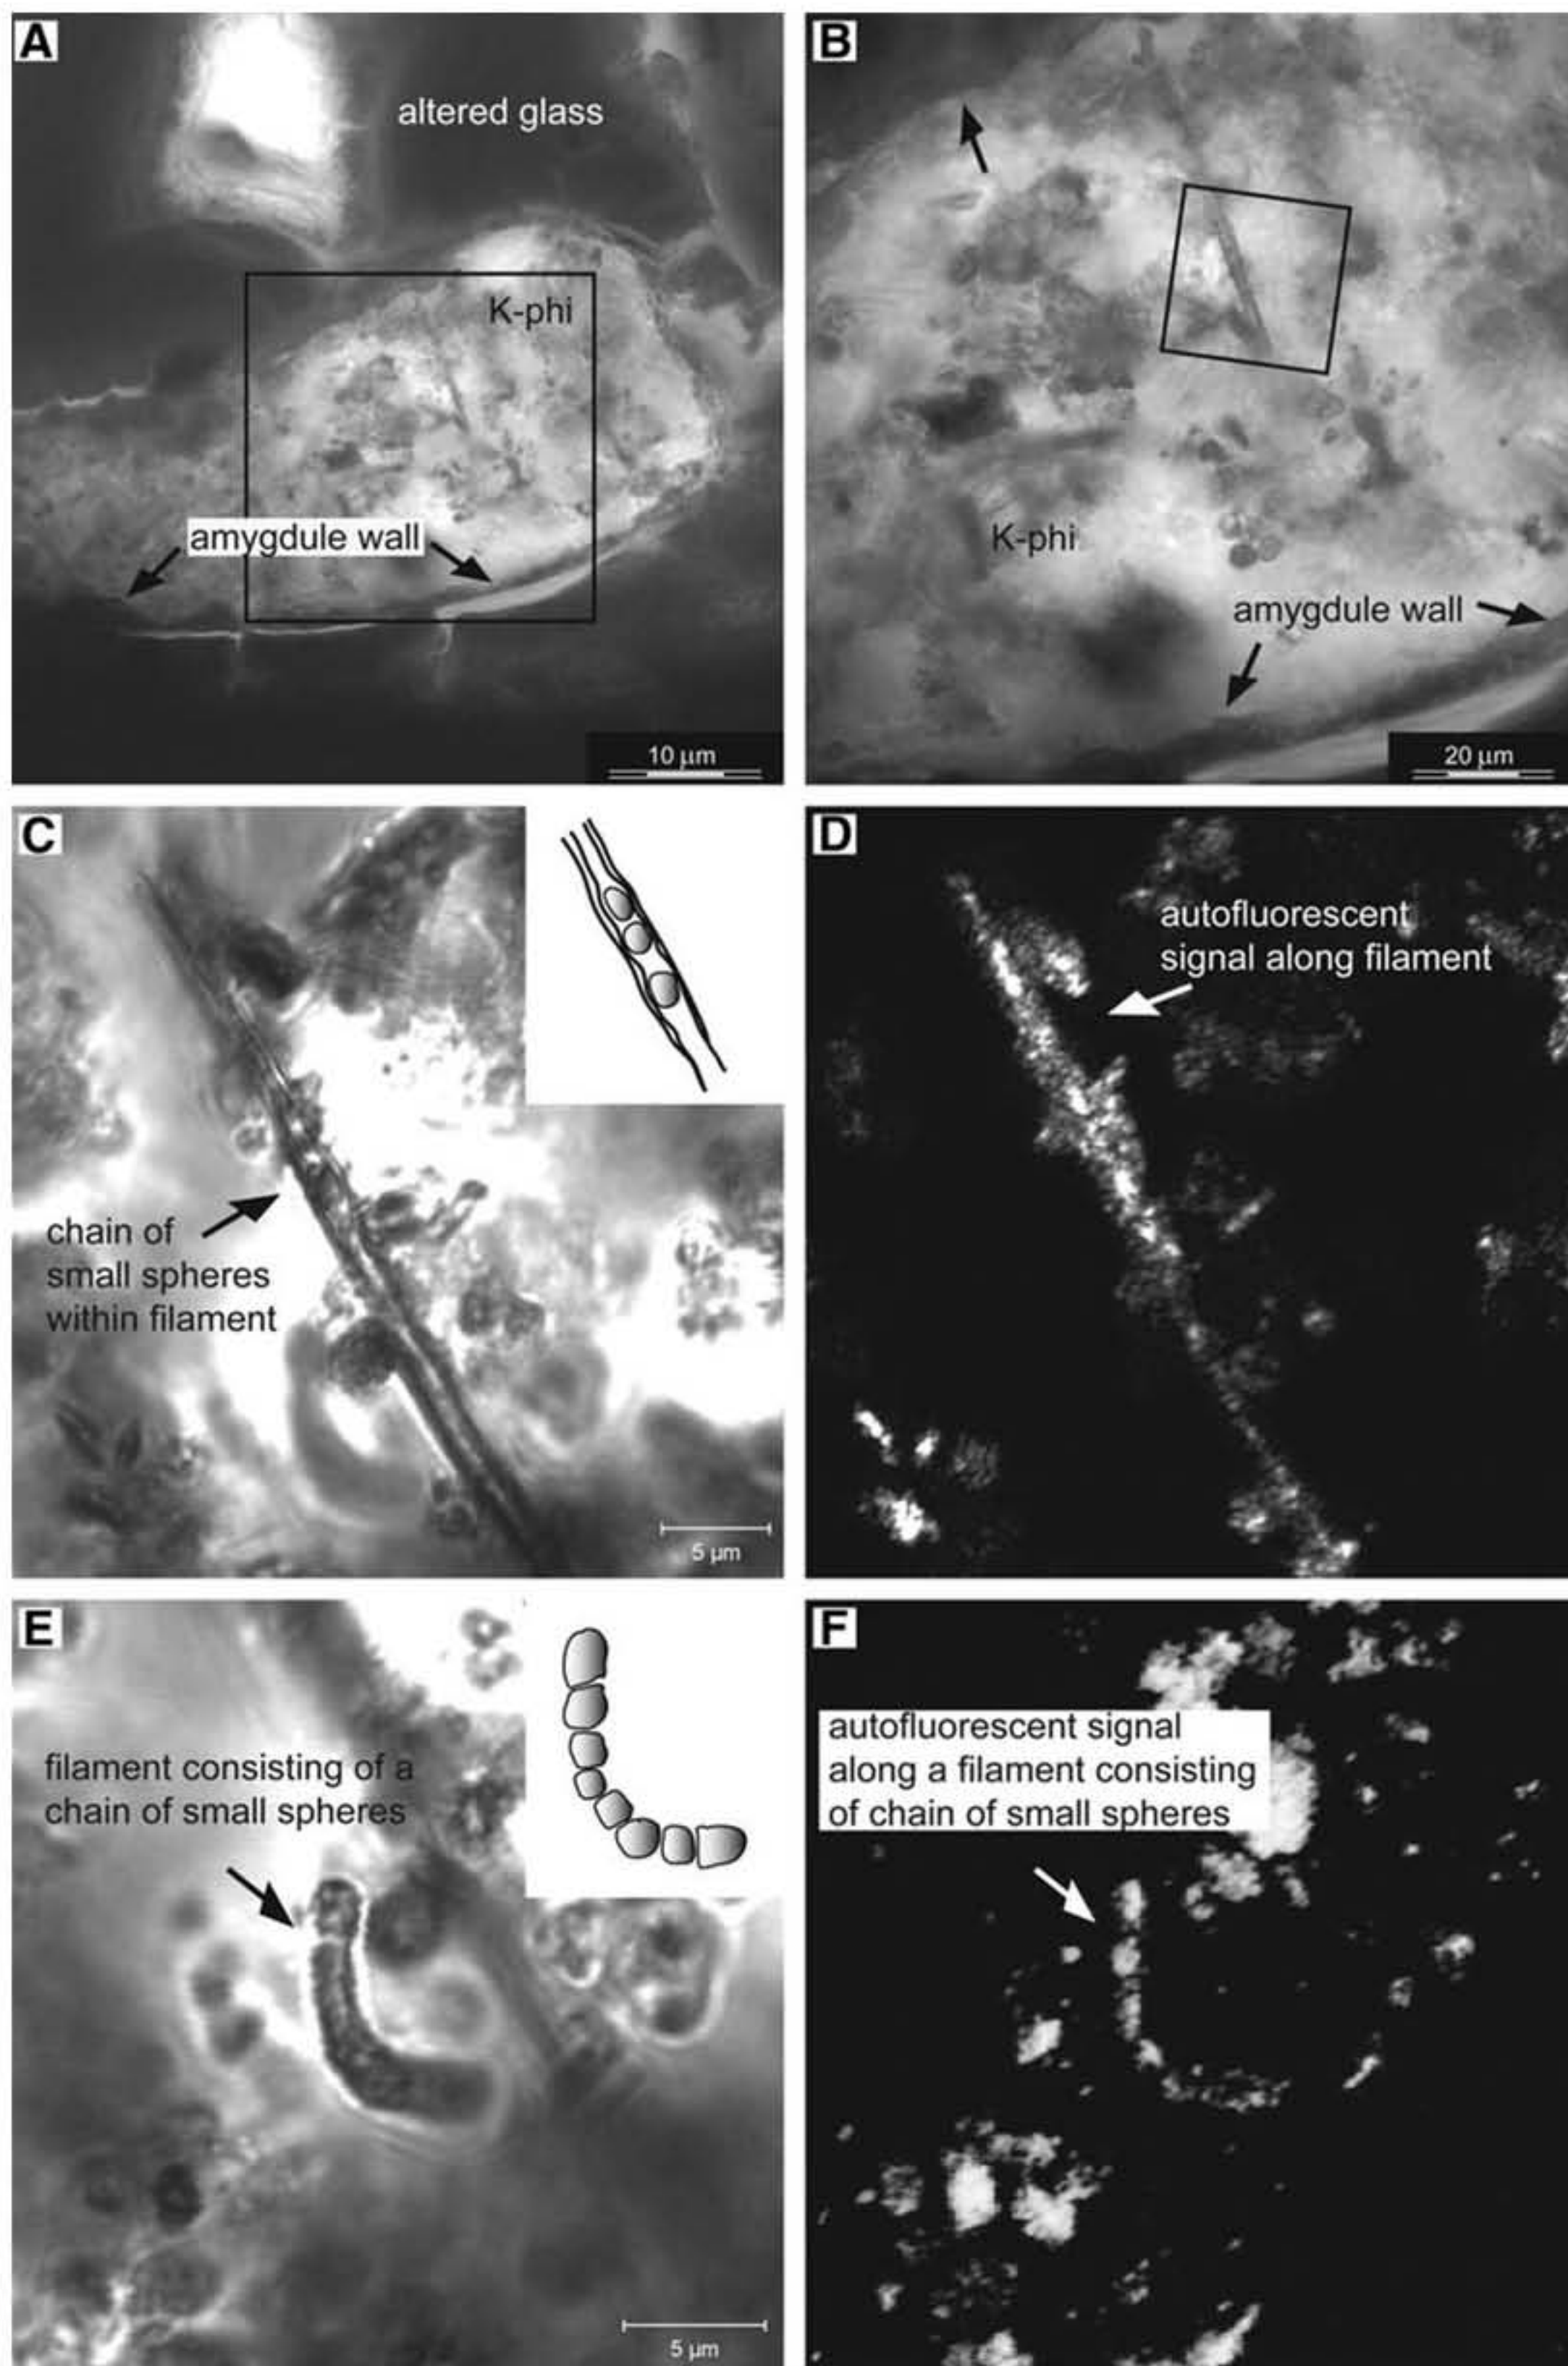 A
altered glass
K-phi
amygdule wall
10 µm
B
K-phi
amygdule wall
20 µm
C
chain of
small spheres
within filament
5 µm
D
autofluorescent
signal along filament
E
filament consisting of a
chain of small spheres
5 µm
F
autofluorescent signal
along a filament consisting
of chain of small spheres